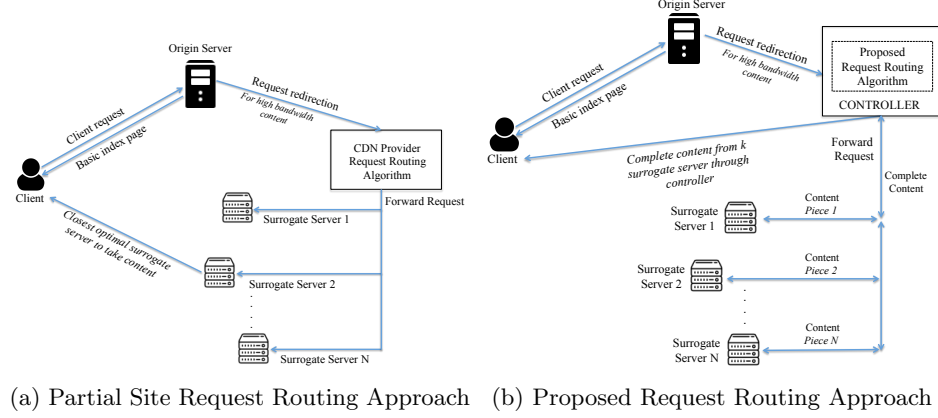 Origin Server
Client request
Basic index page
Request redirection
For high bandwidth
content
Client
CDN Provider
Request Routing
Algorithm
Forward Request
Surrogate Server 1
Closest optimal surrogate
server to take content
Surrogate Server 2
Surrogate Server N
(a) Partial Site Request Routing Approach
Origin Server
Client request
Basic index page
Request redirection
For high bandwidth
content
Proposed
Request Routing
Algorithm
CONTROLLER
Client
Complete content from k
surrogate server through
controller
Forward
Request
Complete
Content
Surrogate
Server 1
Content
Piece 1
Surrogate
Server 2
Content
Piece 2
Surrogate
Server N
Content
Piece N
(b) Proposed Request Routing Approach